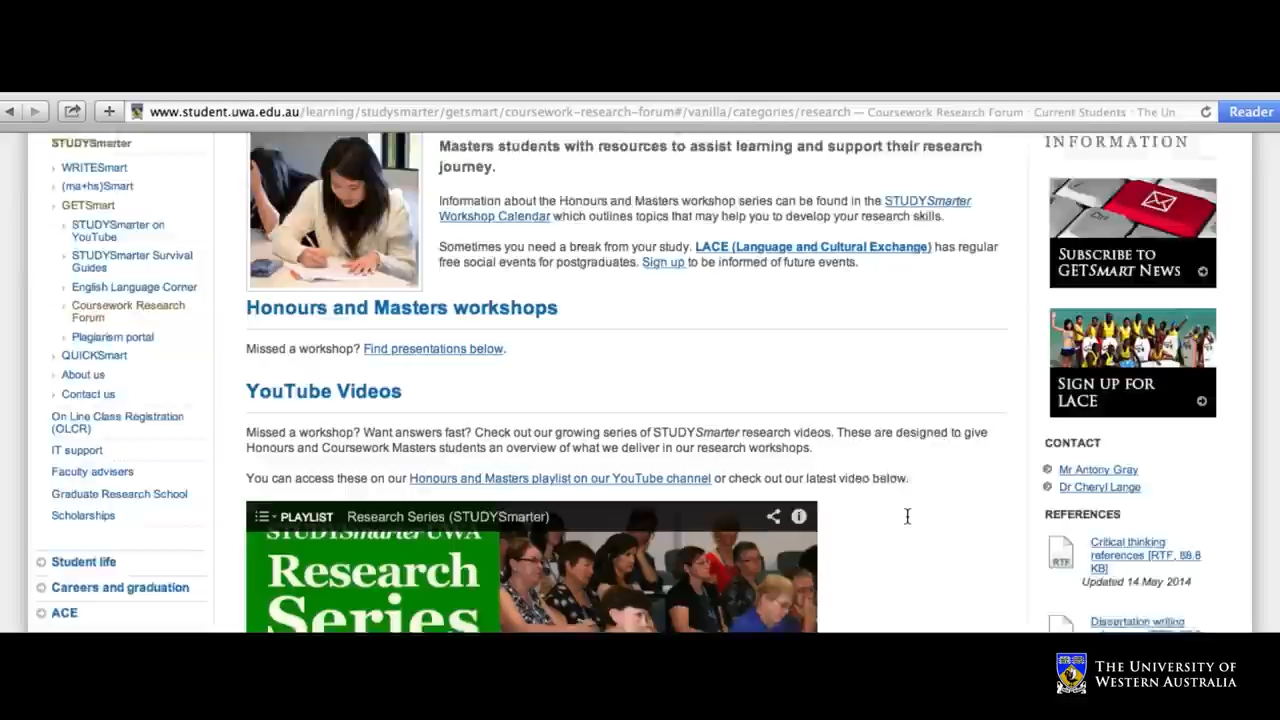 www.student.uwa.edu.au/learning/studysmarter/getsmart/coursework-research-forum#/vanilla/categories/research — Coursework Research Forum · Current Students · The Un
Reader
STUDYSmarter
WRITESmart
(ma+hs)Smart
GETSmart
STUDYSmarter on
YouTube
STUDYSmarter Survival
Guides
English Language Corner
Coursework Research
Forum
Plagiarism portal
QUICKSmart
About us
Contact us
On Line Class Registration
(OLCR)
IT support
Faculty advisers
Graduate Research School
Scholarships
Student life
Careers and graduation
ACE
Masters students with resources to assist learning and support their research
journey.
Information about the Honours and Masters workshop series can be found in the STUDYSmarter
Workshop Calendar which outlines topics that may help you to develop your research skills.
Sometimes you need a break from your study. LACE (Language and Cultural Exchange) has regular
free social events for postgraduates. Sign up to be informed of future events.
Honours and Masters workshops
Missed a workshop? Find presentations below.
YouTube Videos
Missed a workshop? Want answers fast? Check out our growing series of STUDYSmarter research videos. These are designed to give
Honours and Coursework Masters students an overview of what we deliver in our research workshops.
You can access these on our Honours and Masters playlist on our YouTube channel or check out our latest video below.
PLAYLIST Research Series (STUDYSmarter)
STUDYSmarter UWA
Research
Series
INFORMATION
Ctrl
SUBSCRIBE TO
GETSMART NEWS
SIGN UP FOR
LACE
CONTACT
Mr Antony Gray
Dr Cheryl Lange
REFERENCES
RTF
Critical thinking
references [RTF, 88.8
KB]
Updated 14 May 2014
Dissertation writing
THE UNIVERSITY OF
WESTERN AUSTRALIA